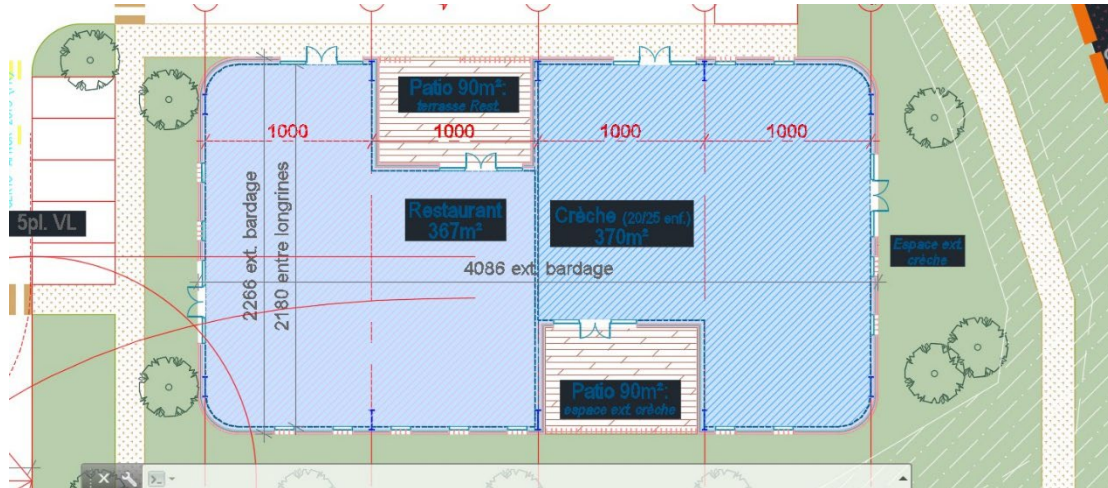 Patio 90m²:
terrasse Rest.
1000
1000
1000
1000
5pl. VL
Restaurant
367m²
Crèche (20/25 enf.)
370m²
Espace ext.
crèche
2266 ext. bardage
2180 entre longrines
4086 ext. bardage
Patio 90m²:
espace ext. crèche